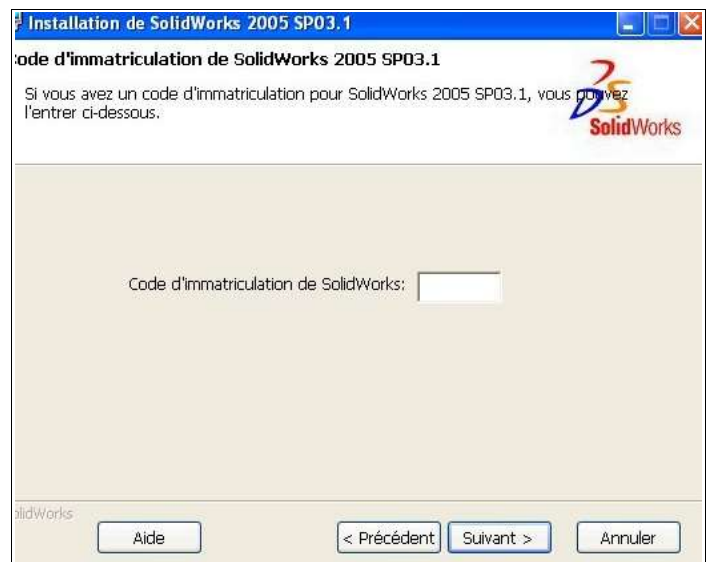 Installation de SolidWorks 2005 SP03.1
ode d'immatriculation de SolidWorks 2005 SP03.1
Si vous avez un code d'immatriculation pour SolidWorks 2005 SP03.1, vous pouvez
l'entrer ci-dessous.
SolidWorks
Code d'immatriculation de SolidWorks:
olidWorks
Aide
< Précédent
Suivant >
Annuler